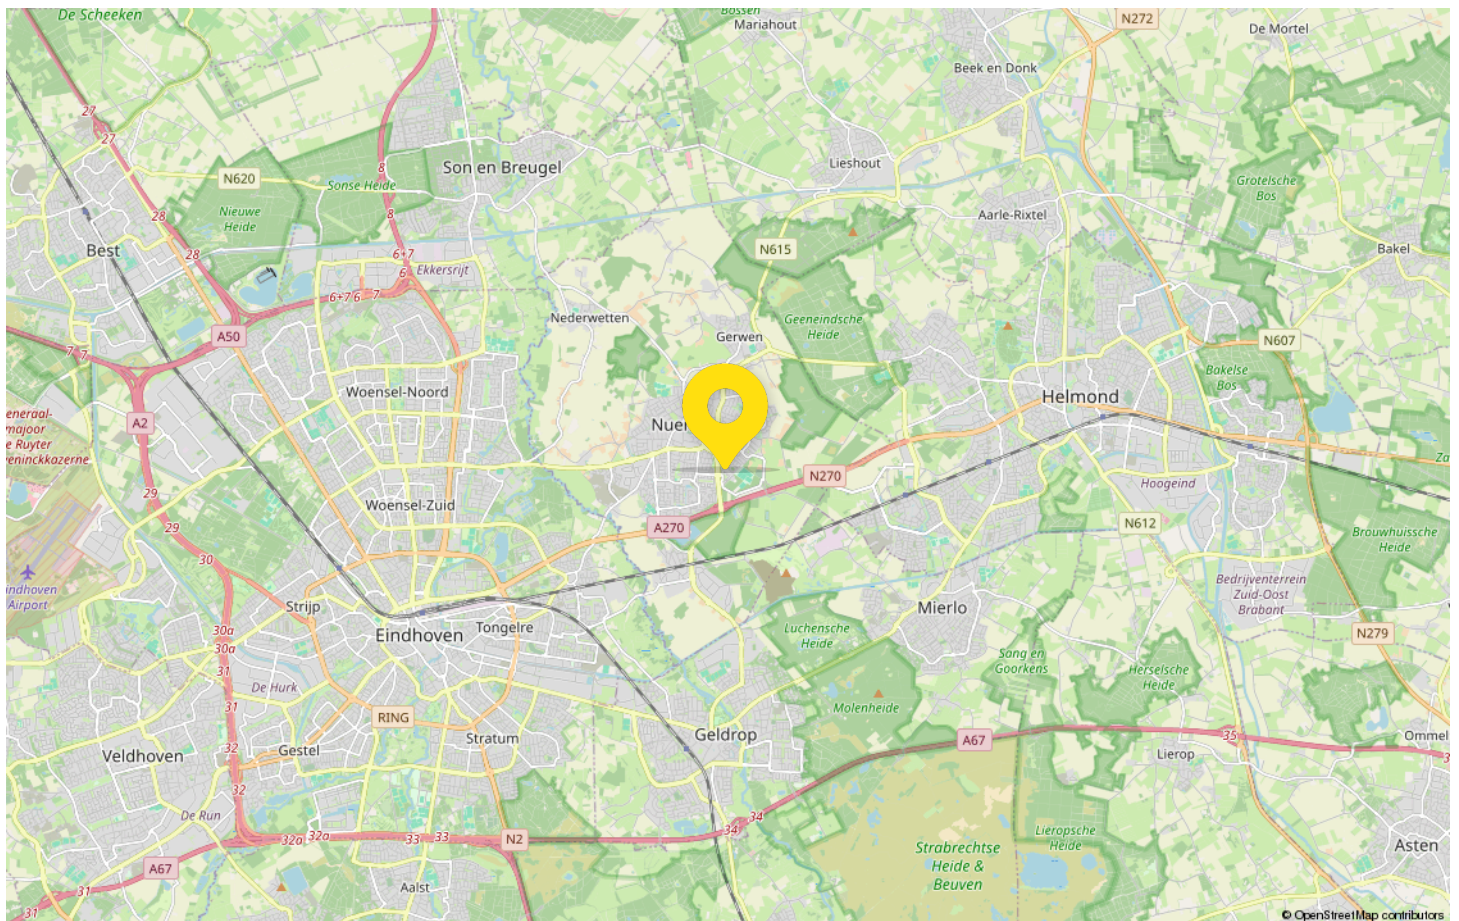 De Scheeken
Bossen
Mariahout
N272
De Mortel
Beek en Donk
27
27
Son en Breugel
8
Lieshout
N620
Sonse Heide
Grotelsche
Bos
Nieuwe
Heide
28
8
Aarle-Rixtel
Best
28
6+7
N615
Bakel
6
Ekkersrijt
6+7 6
7
Nederwetten
Geeneindsche
Heide
A50
Gerwen
N607
7
7
Bakelse
Bos
Woensel-Noord
Helmond
A2
N270
Hoogeind
29
Woensel-Zuid
A270
N612
29
Brouwhuissche
Heide
30
Airport
Bedrijventerrein
Zuid-Oost
Brabant
Strijp
Mierlo
Eindhoven
Tongelre
30a
30a
Luchensche
Heide
N279
31
Sang en
Goorkens
Herselsche
Heide
De Hurk
31
Molenheide
RING
Geldrop
Stratum
A67
35
Ommel
32
Gestel
Veldhoven
Lierop
32
De Run
34
34
32a
32a
33
33
N2
Lieropsche
Heide
Asten
A67
Strabrechtse
Heide &
Beuven
31
Aalst
31
© OpenStreetMap contributors